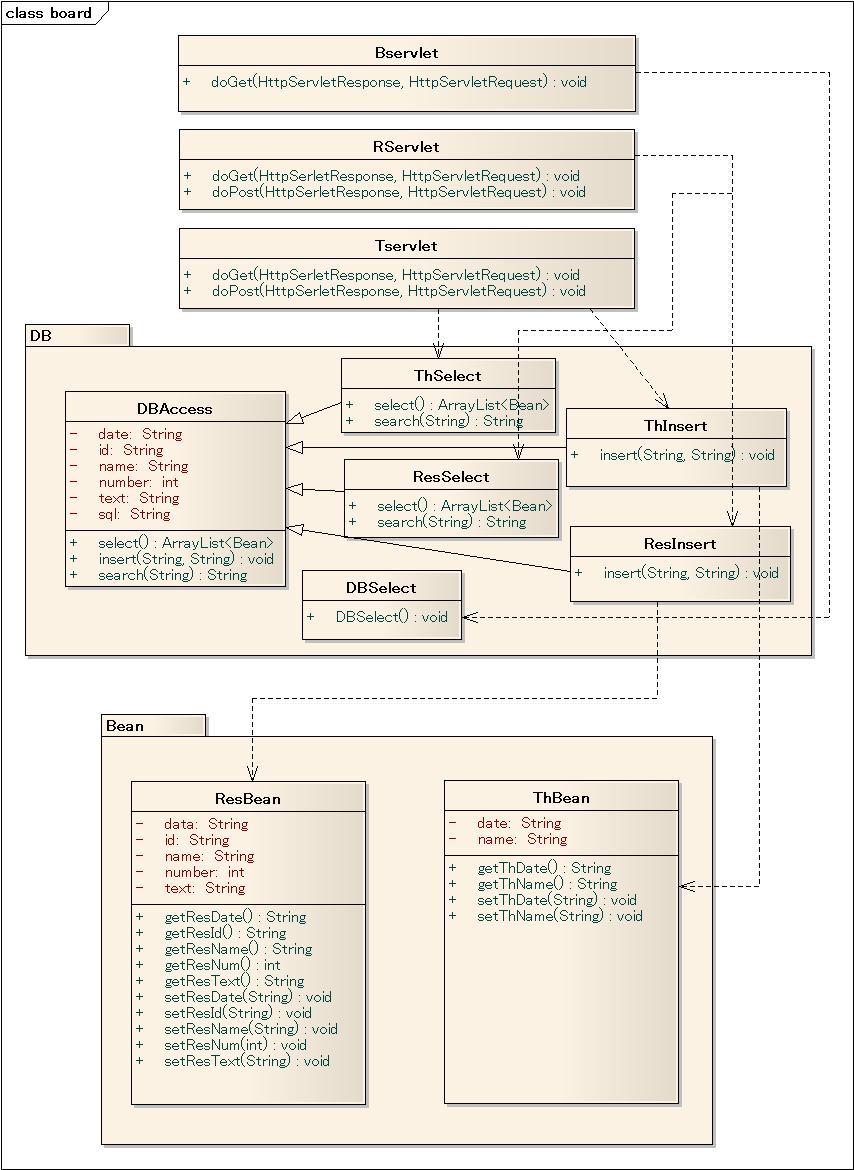 class board
Bservlet
+ doGet(HttpServletResponse, HttpServletRequest) : void
RServlet
+ doGet(HttpSerletResponse, HttpServletRequest) : void
+ doPost(HttpSerletResponse, HttpServletRequest) : void
Tservlet
+ doGet(HttpSerletResponse, HttpServletRequest) : void
+ doPost(HttpSerletResponse, HttpServletRequest) : void
DB
ThSelect
+ select() : ArrayList<Bean>
+ search(String) : String
DBAccess
- date: String
- id: String
- name: String
- number: int
- text: String
- sql: String
+ select() : ArrayList<Bean>
+ insert(String, String) : void
+ search(String) : String
ThInsert
+ insert(String, String) : void
ResSelect
+ select() : ArrayList<Bean>
+ search(String) : String
ResInsert
+ insert(String, String) : void
DBSelect
+ DBSelect() : void
Bean
ResBean
- data: String
- id: String
- name: String
- number: int
- text: String
+ getResDate() : String
+ getResId() : String
+ getResName() : String
+ getResNum() : int
+ getResText() : String
+ setResDate(String) : void
+ setResId(String) : void
+ setResName(String) : void
+ setResNum(int) : void
+ setResText(String) : void
ThBean
- date: String
- name: String
+ getThDate() : String
+ getThName() : String
+ setThDate(String) : void
+ setThName(String) : void